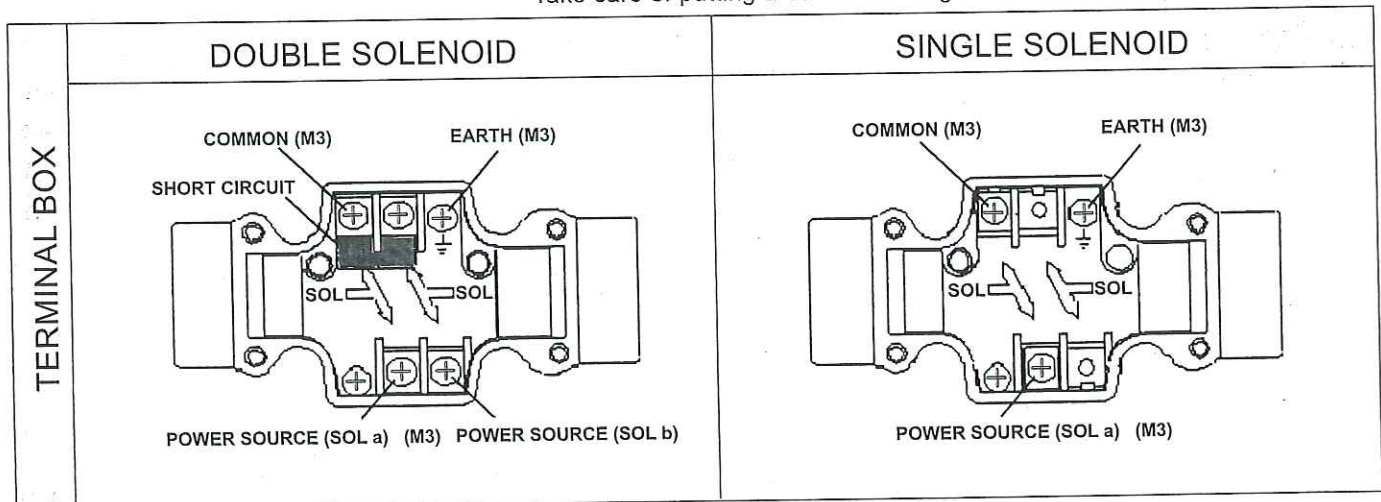 DOUBLE SOLENOID
SINGLE SOLENOID
TERMINAL BOX
COMMON (M3)
EARTH (M3)
SHORT CIRCUIT
SOL
SOL
POWER SOURCE (SOL a) (M3) POWER SOURCE (SOL b)
COMMON (M3)
EARTH (M3)
SOL
SOL
POWER SOURCE (SOL a) (M3)